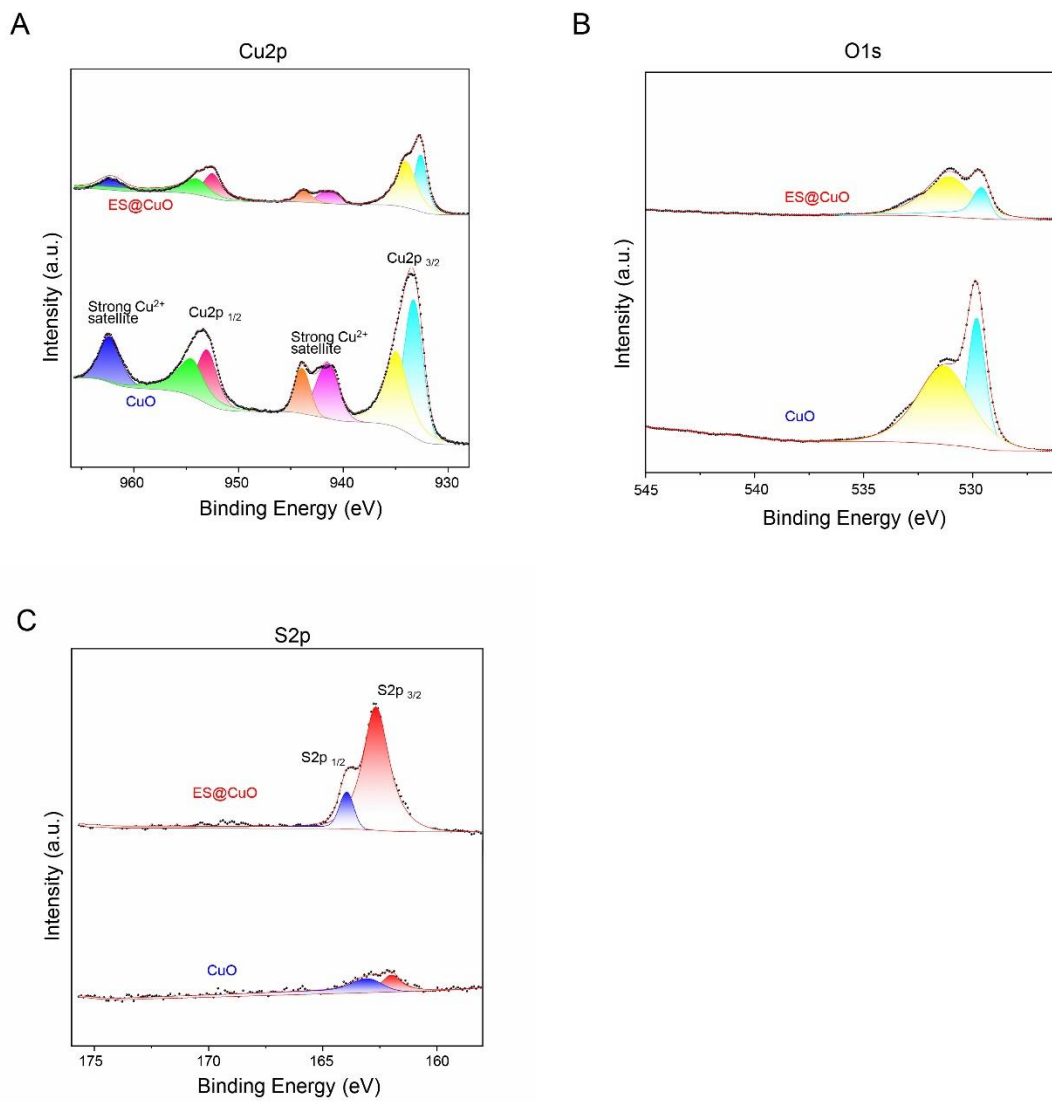 A
Cu2p
Intensity (a.u.)
ES@CuO
Cu2p 3/2
Strong Cu2+
satellite
Cu2p 1/2
Strong Cu2+
satellite
CuO
960
950
940
930
Binding Energy (eV)
B
O1s
Intensity (a.u.)
ES@CuO
CuO
545
540
535
530
Binding Energy (eV)
C
S2p
Intensity (a.u.)
S2p 3/2
S2p 1/2
ES@CuO
CuO
175
170
165
160
Binding Energy (eV)